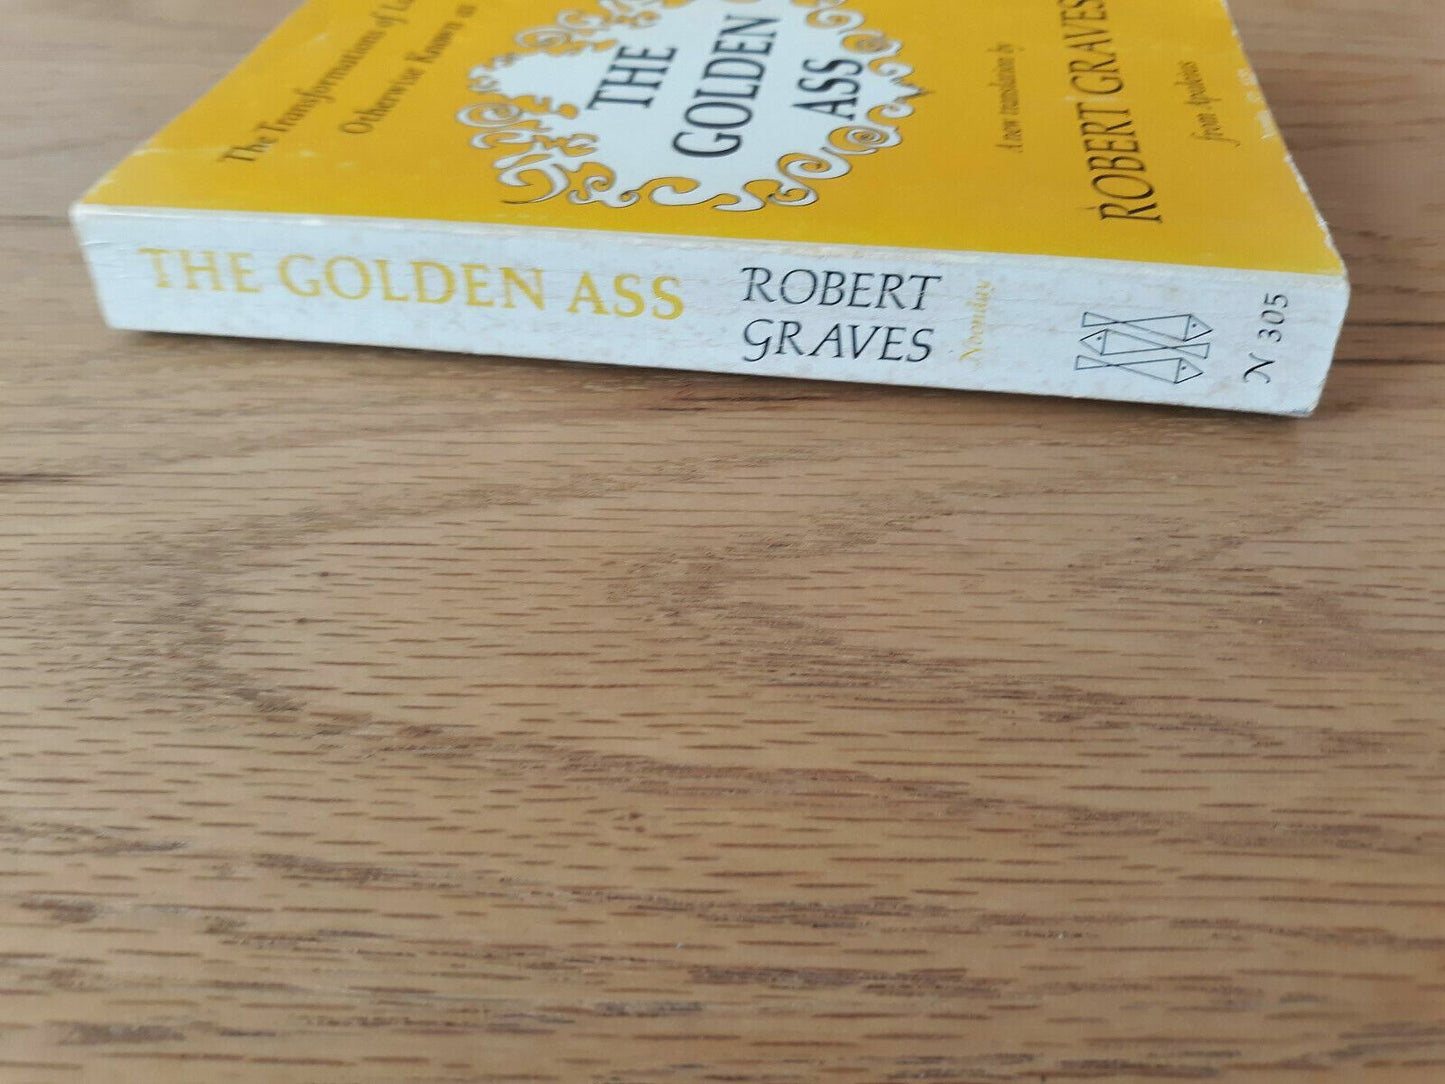 The Transformations of
Otherwise Known as
THE
GOLDEN
ASS
A new translation by
ROBERT GRAVES
from Apuleius
THE GOLDEN ASS
ROBERT
GRAVES
Noonday
N 305